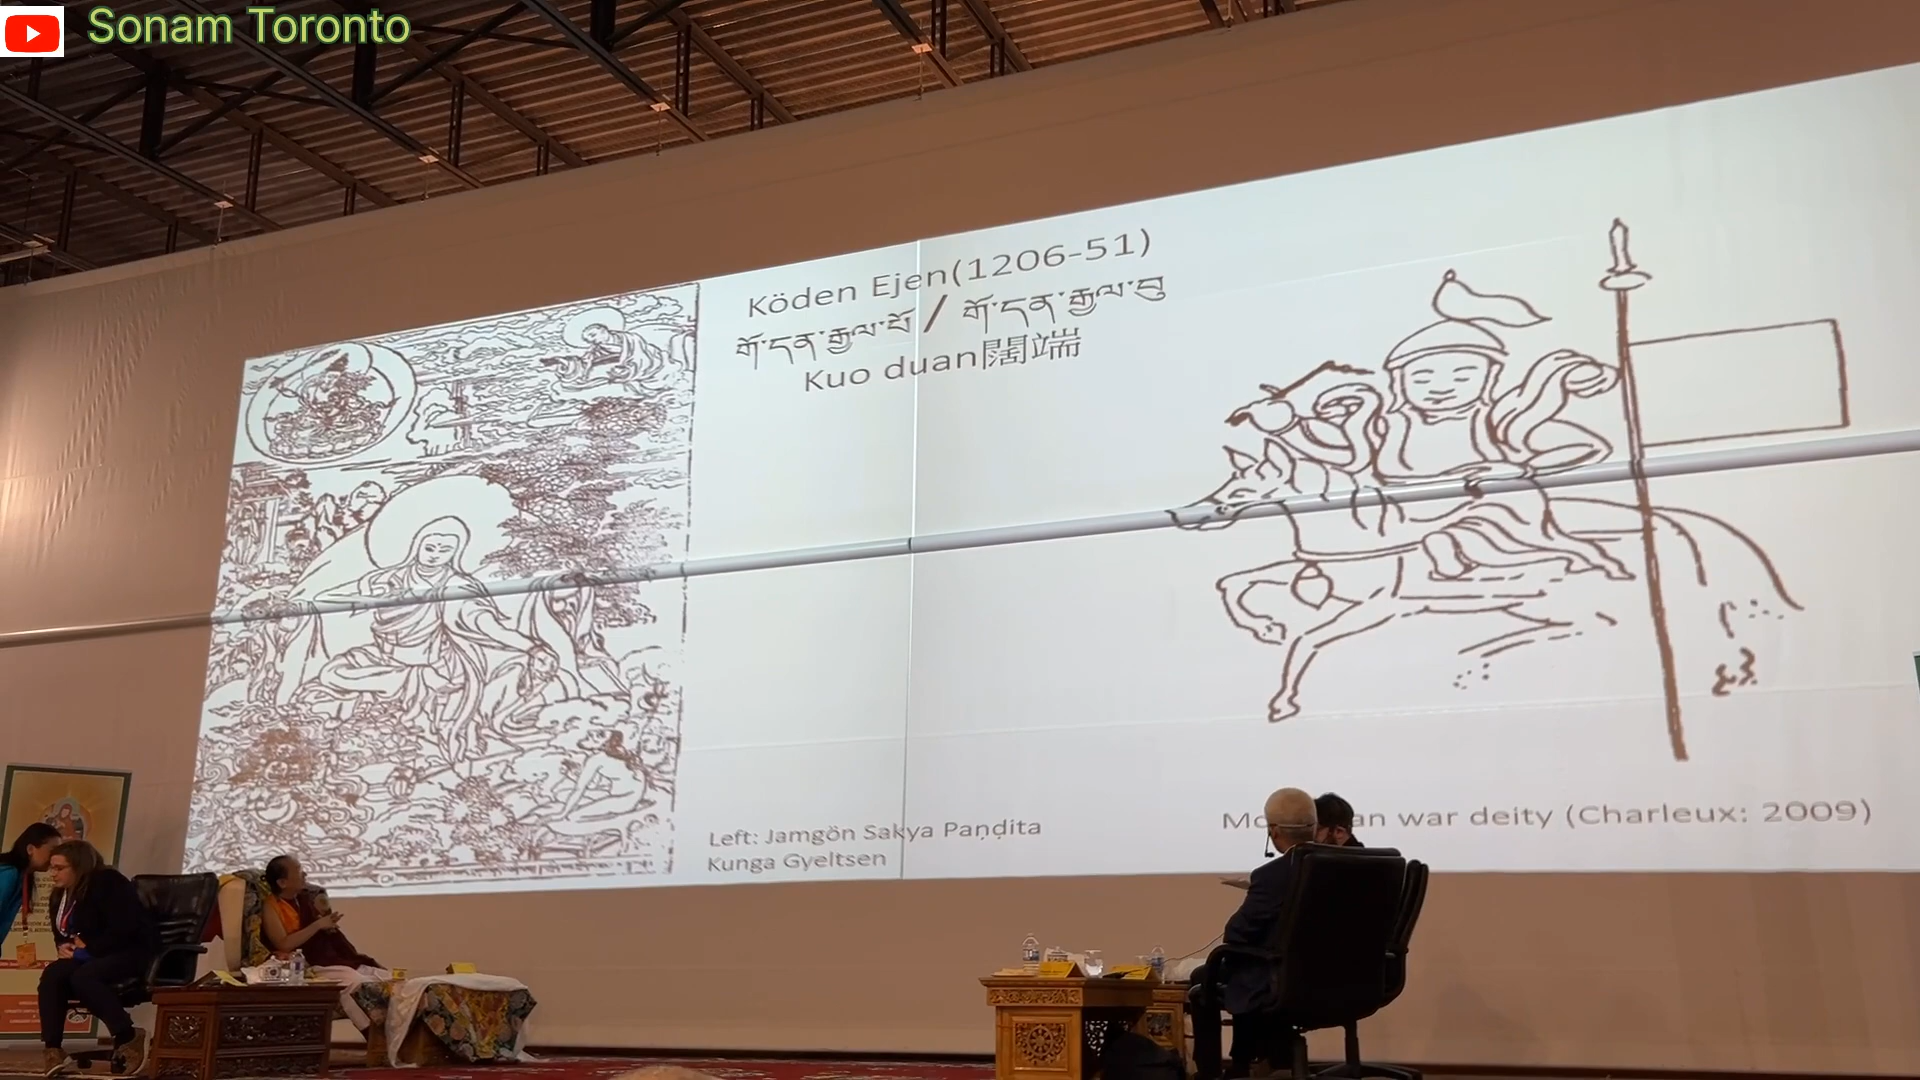 Sonam Toronto
Köden Ejen(1206-51)
གོ་དན་རྒྱལ་པོ / གོ་དན་རྒྱལ་བུ
Kuo duan闊端
Left: Jamgön Sakya Paṇḍita
Kunga Gyeltsen
an war deity (Charleux: 2009)